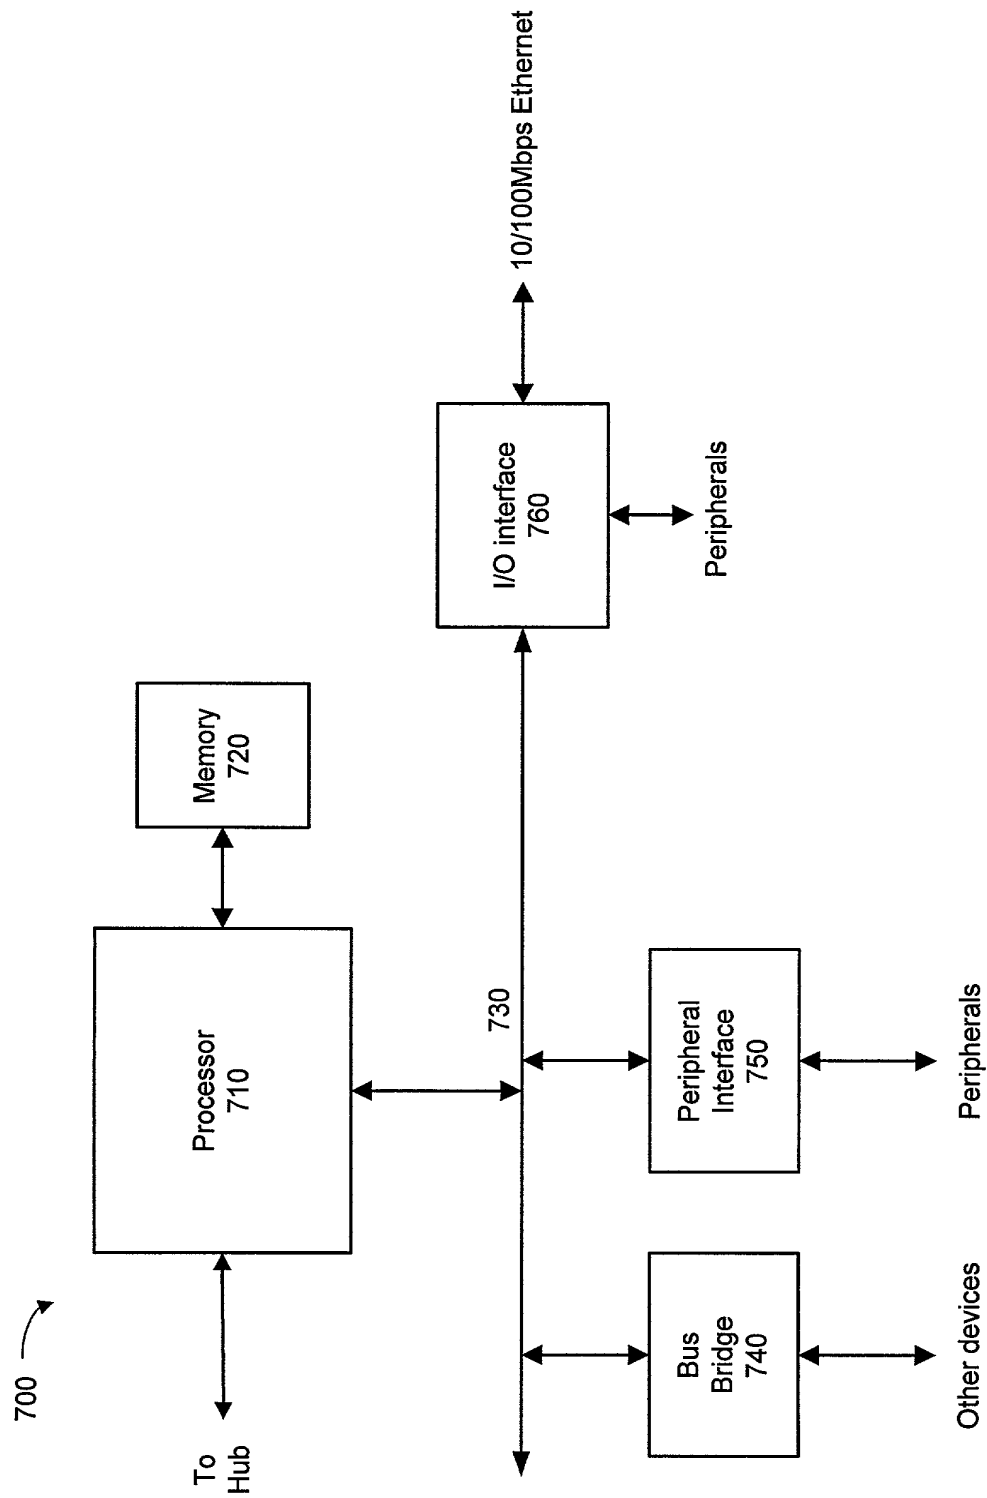 700
To
Hub
Processor
710
Memory
720
730
I/O interface
760
10/100Mbps Ethernet
Peripherals
Bus
Bridge
740
Peripheral
Interface
750
Other devices
Peripherals